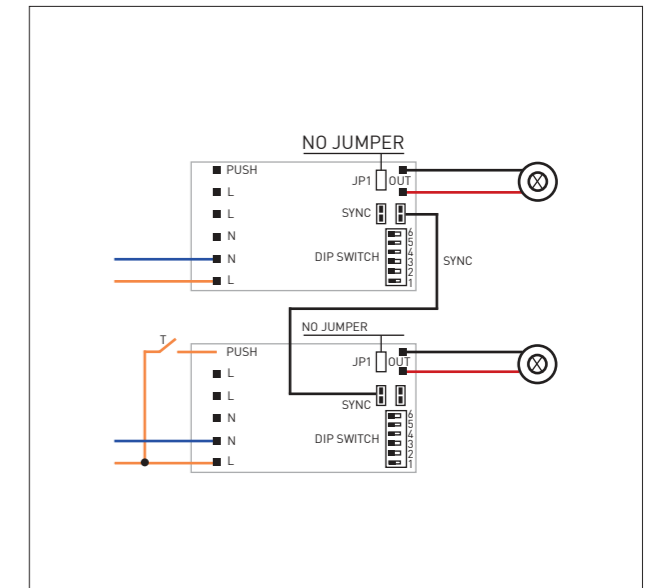 NO JUMPER
PUSH
JP1 OUT
L
L
SYNC
N
6
5
4
3
2
1
DIP SWITCH
N
SYNC
L
NO JUMPER
T
PUSH
JP1 OUT
L
L
SYNC
N
6
5
4
3
2
1
DIP SWITCH
N
L